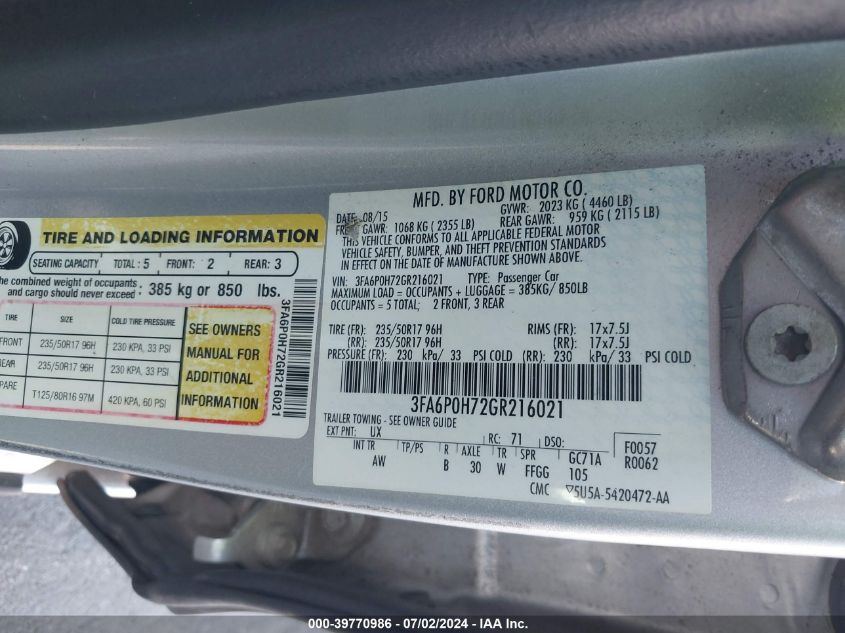 TIRE AND LOADING INFORMATION
SEATING CAPACITY TOTAL: 5 FRONT: 2 REAR: 3
The combined weight of occupants
and cargo should never exceed : 385 kg or 850 lbs.
TIRE SIZE COLD TIRE PRESSURE
FRONT 235/50R17 96H 230 KPA, 33 PSI
REAR 235/50R17 96H 230 KPA, 33 PSI
SPARE T125/80R16 97M 420 KPA, 60 PSI
SEE OWNERS
MANUAL FOR
ADDITIONAL
INFORMATION
3FA6P0H72GR216021
MFD. BY FORD MOTOR CO.
DATE: 08/15 GVWR: 2023 KG ( 4460 LB)
FRONT GAWR: 1068 KG ( 2355 LB) REAR GAWR: 959 KG ( 2115 LB)
THIS VEHICLE CONFORMS TO ALL APPLICABLE FEDERAL MOTOR
VEHICLE SAFETY, BUMPER, AND THEFT PREVENTION STANDARDS
IN EFFECT ON THE DATE OF MANUFACTURE SHOWN ABOVE.
VIN: 3FA6P0H72GR216021 TYPE: Passenger Car
MAXIMUM LOAD = OCCUPANTS + LUGGAGE = 385KG/ 850LB
OCCUPANTS = 5 TOTAL; 2 FRONT, 3 REAR
TIRE (FR): 235/50R17 96H RIMS (FR): 17x7.5J
(RR): 235/50R17 96H (RR): 17x7.5J
PRESSURE (FR): 230 kPa/ 33 PSI COLD (RR): 230 kPa/ 33 PSI COLD
3FA6P0H72GR216021
TRAILER TOWING - SEE OWNER GUIDE
EXT PNT: UX RC: 71 DSO: F0057
INT TR TP/PS R AXLE TR SPR GC71A R0062
AW B 30 W FFGG 105
CMC ▽5U5A-5420472-AA
000-39770986 - 07/02/2024 - IAA Inc.